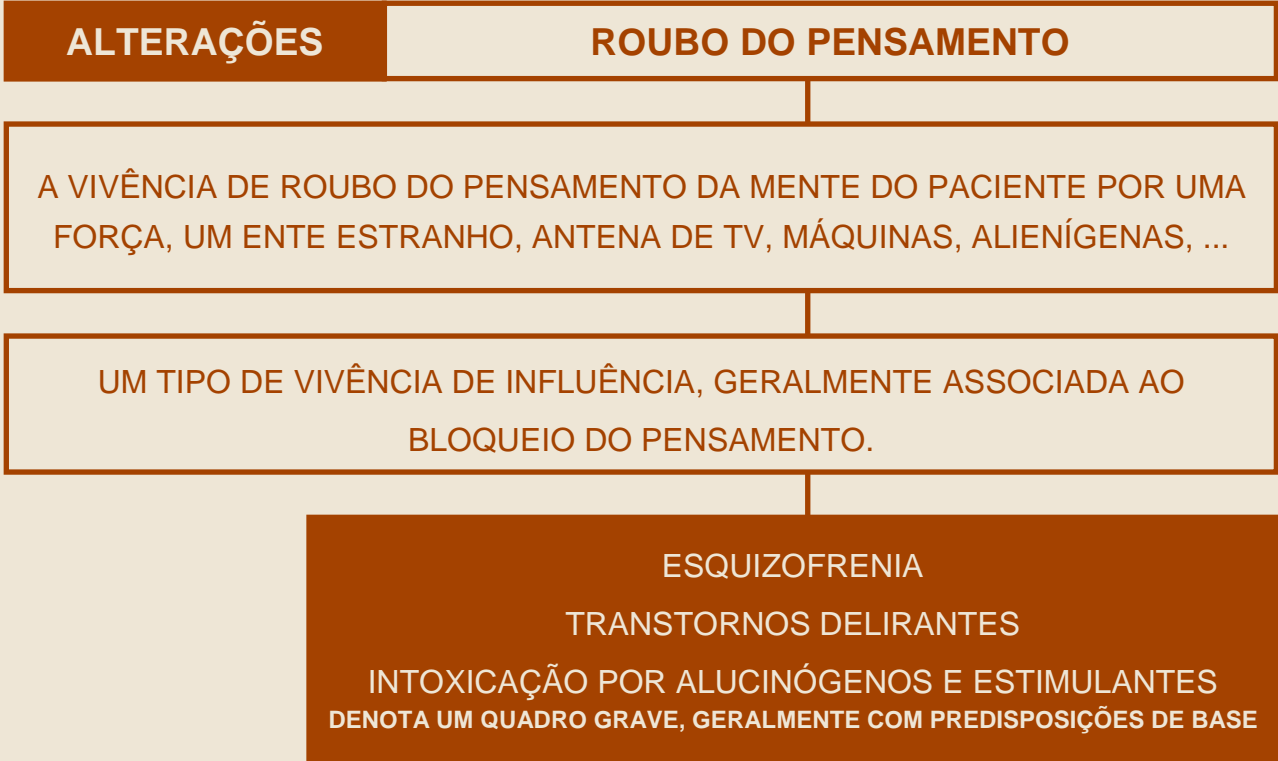 ALTERAÇÕES
ROUBO DO PENSAMENTO
A VIVÊNCIA DE ROUBO DO PENSAMENTO DA MENTE DO PACIENTE POR UMA
FORÇA, UM ENTE ESTRANHO, ANTENA DE TV, MÁQUINAS, ALIENÍGENAS, ...
UM TIPO DE VIVÊNCIA DE INFLUÊNCIA, GERALMENTE ASSOCIADA AO
BLOQUEIO DO PENSAMENTO.
ESQUIZOFRENIA
TRANSTORNOS DELIRANTES
INTOXICAÇÃO POR ALUCINÓGENOS E ESTIMULANTES
DENOTA UM QUADRO GRAVE, GERALMENTE COM PREDISPOSIÇÕES DE BASE